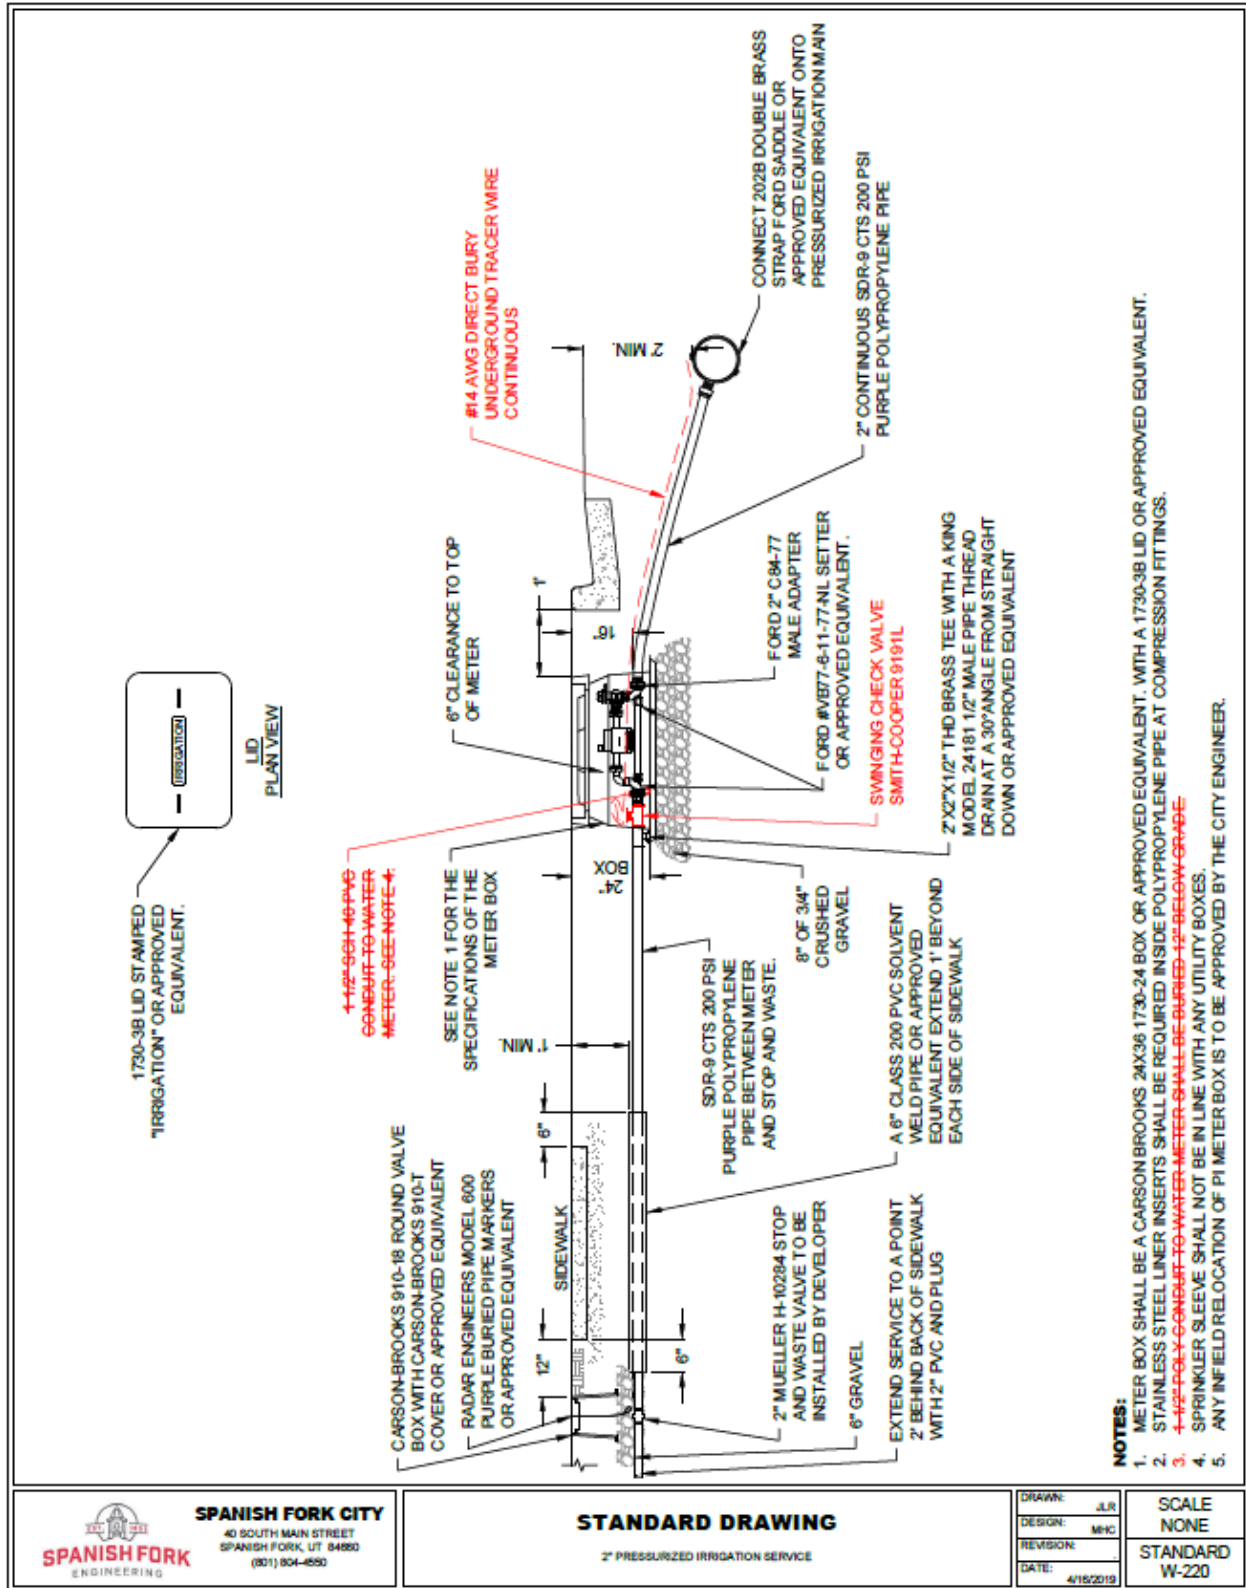 1730-3B LID STAMPED
"IRRIGATION" OR APPROVED
EQUIVALENT.
IRRIGATION
LID
PLAN VIEW
1 1/2" SCH 40 PVC
CONDUIT TO WATER
METER. SEE NOTE 4.
#14 AWG DIRECT BURY
UNDERGROUND TRACER WIRE
CONTINUOUS
CARSON-BROOKS 910-18 ROUND VALVE
BOX WITH CARSON-BROOKS 910-T
COVER OR APPROVED EQUIVALENT
RADAR ENGINEERS MODEL 600
PURPLE BURIED PIPE MARKERS
OR APPROVED EQUIVALENT
SEE NOTE 1 FOR THE
SPECIFICATIONS OF THE
METER BOX
6" CLEARANCE TO TOP
OF METER
SIDEWALK
12"
6"
1' MIN.
24"
BOX
16"
1'
2' MIN.
6"
CONNECT 202B DOUBLE BRASS
STRAP FORD SADDLE OR
APPROVED EQUIVALENT ONTO
PRESSURIZED IRRIGATION MAIN
2" CONTINUOUS SDR-9 CTS 200 PSI
PURPLE POLYPROPYLENE PIPE
FORD 2" C84-77
MALE ADAPTER
FORD #VB77-6-11-77-NL SETTER
OR APPROVED EQUIVALENT.
SWINGING CHECK VALVE
SMITH-COOPER 9191L
2"X2"X1/2" THD BRASS TEE WITH A KING
MODEL 24181 1/2" MALE PIPE THREAD
DRAIN AT A 30° ANGLE FROM STRAIGHT
DOWN OR APPROVED EQUIVALENT
8" OF 3/4"
CRUSHED
GRAVEL
SDR-9 CTS 200 PSI
PURPLE POLYPROPYLENE
PIPE BETWEEN METER
AND STOP AND WASTE.
A 6" CLASS 200 PVC SOLVENT
WELD PIPE OR APPROVED
EQUIVALENT EXTEND 1' BEYOND
EACH SIDE OF SIDEWALK
2" MUELLER H-10284 STOP
AND WASTE VALVE TO BE
INSTALLED BY DEVELOPER
6" GRAVEL
EXTEND SERVICE TO A POINT
2' BEHIND BACK OF SIDEWALK
WITH 2" PVC AND PLUG
NOTES:
1. METER BOX SHALL BE A CARSON BROOKS 24X36 1730-24 BOX OR APPROVED EQUIVALENT. WITH A 1730-3B LID OR APPROVED EQUIVALENT.
2. STAINLESS STEEL LINER INSERTS SHALL BE REQUIRED INSIDE POLYPROPYLENE PIPE AT COMPRESSION FITTINGS.
3. 1-1/2" POLY CONDUIT TO WATER METER SHALL BE BURIED 12" BELOW GRADE.
4. SPRINKLER SLEEVE SHALL NOT BE IN LINE WITH ANY UTILITY BOXES.
5. ANY INFIELD RELOCATION OF PI METER BOX IS TO BE APPROVED BY THE CITY ENGINEER.
SPANISH FORK
ENGINEERING
SPANISH FORK CITY
40 SOUTH MAIN STREET
SPANISH FORK, UT 84660
(801) 804-4550
STANDARD DRAWING
2" PRESSURIZED IRRIGATION SERVICE
DRAWN: JLR
DESIGN: MHC
REVISION:
DATE: 4/16/2019
SCALE
NONE
STANDARD
W-220